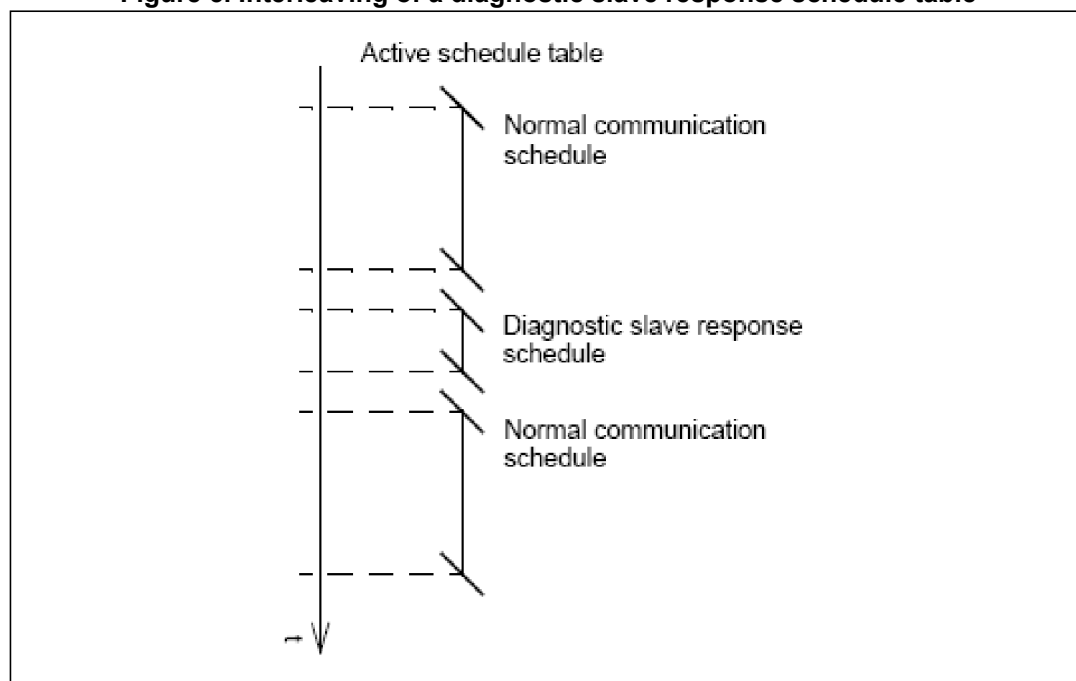 Active schedule table
Normal communication
schedule
Diagnostic slave response
schedule
Normal communication
schedule
t